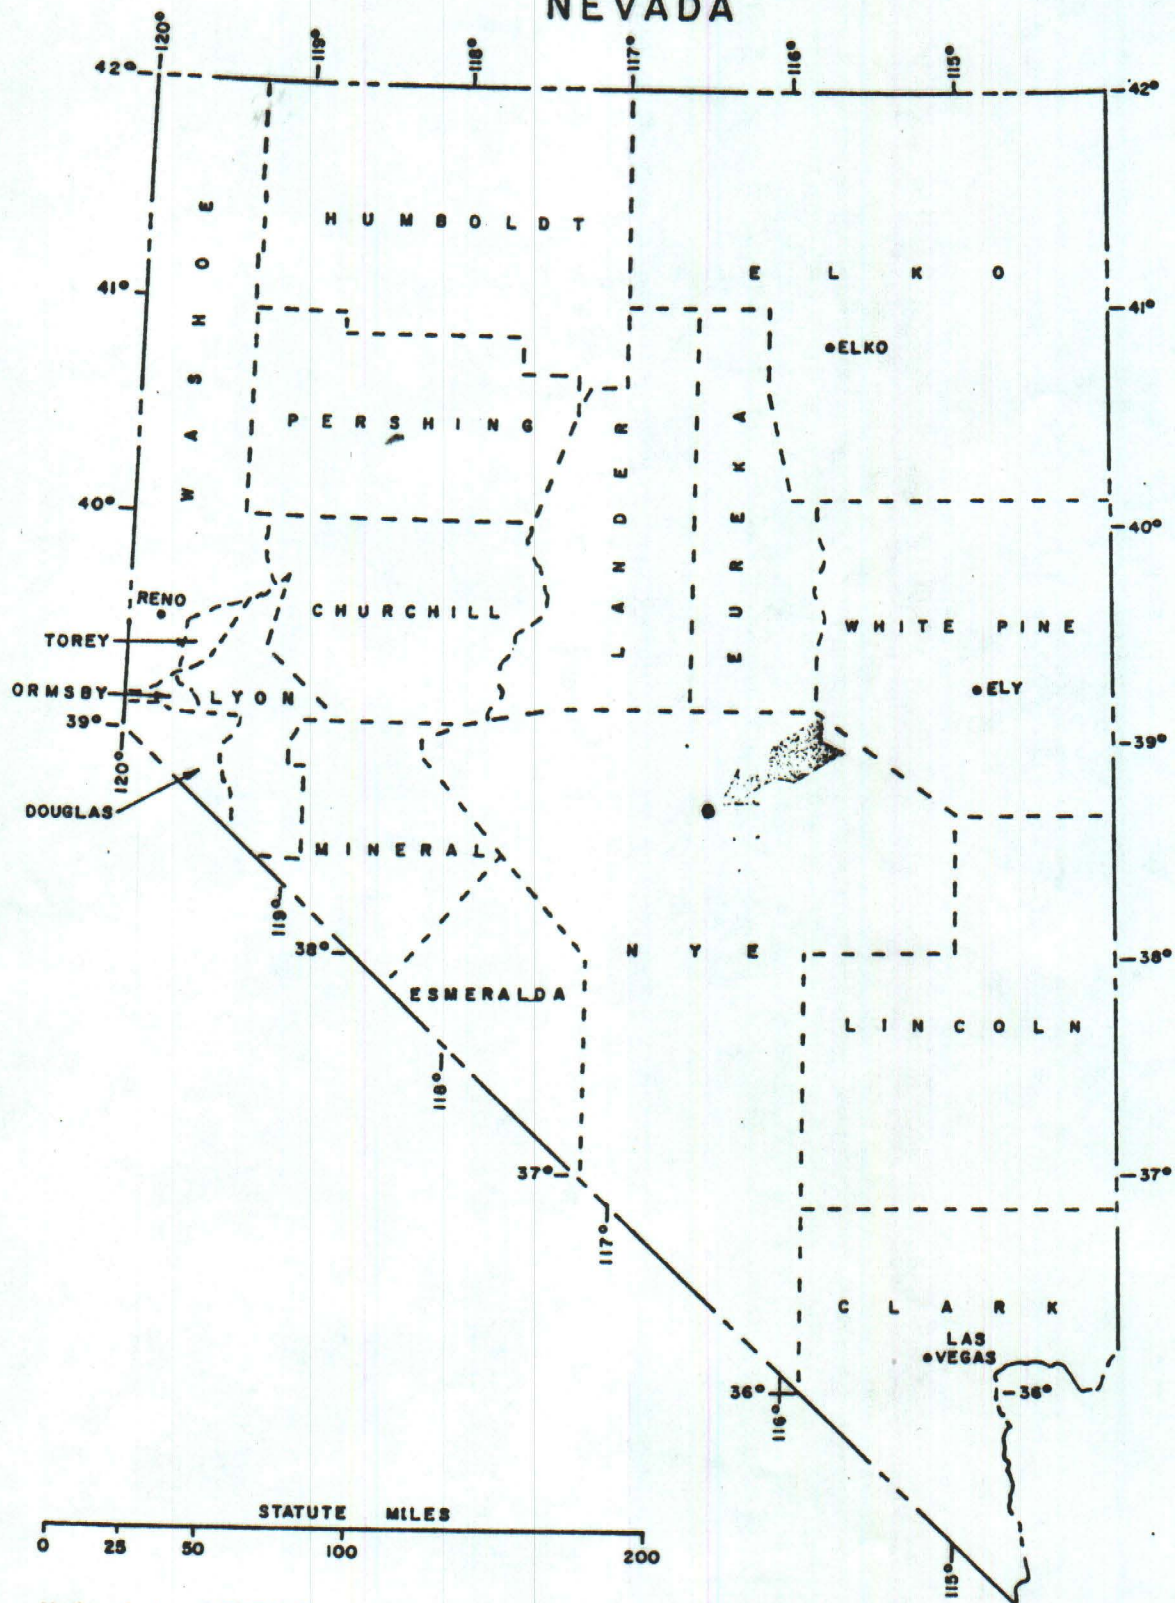 NEVADA
120° 119° 118° 117° 116° 115°
42° 42°
HUMBOLDT
WASHOE
ELKO
41° 41°
ELKO
PERSHING
LANDER
EUREKA
40° 40°
RENO
CHURCHILL
WHITE PINE
TOREY
ORMSBY
LYON
ELY
39° 39°
120°
DOUGLAS
MINERAL
119°
38° 38°
NYE
ESMERALDA
LINCOLN
118°
37° 37°
117°
CLARK
LAS
VEGAS
36° 36°
116°
STATUTE MILES
0 25 50 100 200
115°